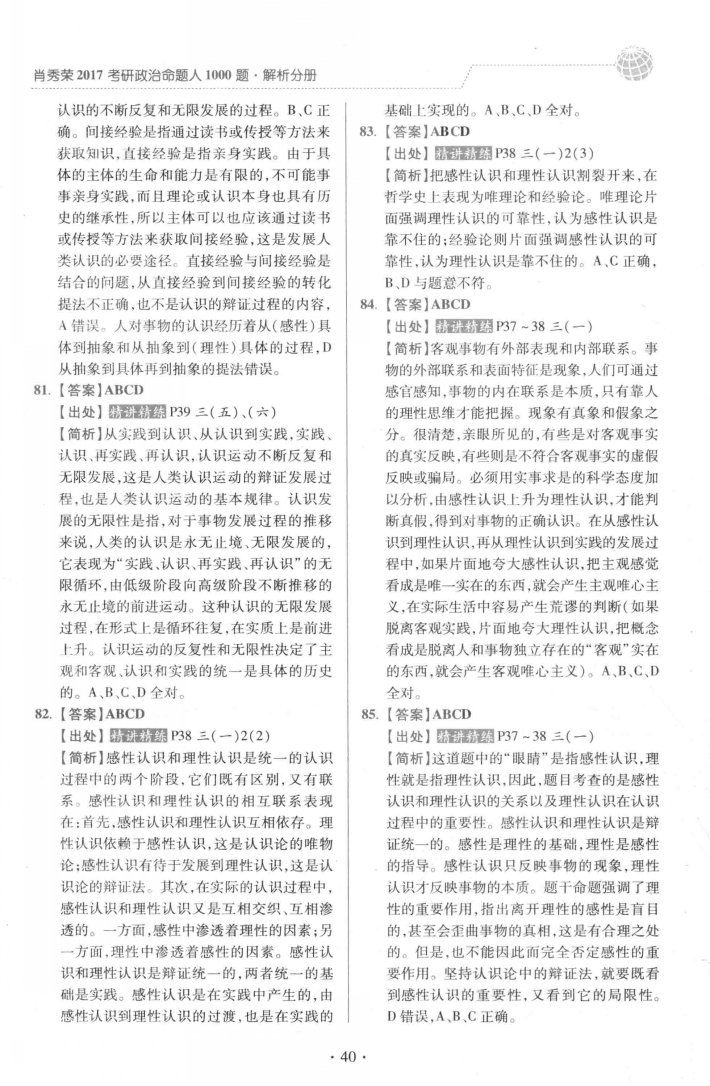 肖秀荣 2017 考研政治命题人 1000 题·解析分册
认识的不断反复和无限发展的过程。B、C 正
确。间接经验是指通过读书或传授等方法来
获取知识,直接经验是指亲身实践。由于具
体的主体的生命和能力是有限的,不可能事
事亲身实践,而且理论或认识本身也具有历
史的继承性,所以主体可以也应该通过读书
或传授等方法来获取间接经验,这是发展人
类认识的必要途径。直接经验与间接经验是
结合的问题,从直接经验到间接经验的转化
提法不正确,也不是认识的辩证过程的内容,
A 错误。人对事物的认识经历着从(感性)具
体到抽象和从抽象到(理性)具体的过程,D
从抽象到具体再到抽象的提法错误。
81.【答案】ABCD
【出处】精讲精练 P39 三(五)、(六)
【简析】从实践到认识、从认识到实践,实践、
认识、再实践、再认识,认识运动不断反复和
无限发展,这是人类认识运动的辩证发展过
程,也是人类认识运动的基本规律。认识发
展的无限性是指,对于事物发展过程的推移
来说,人类的认识是永无止境、无限发展的,
它表现为“实践、认识、再实践、再认识”的无
限循环,由低级阶段向高级阶段不断推移的
永无止境的前进运动。这种认识的无限发展
过程,在形式上是循环往复,在实质上是前进
上升。认识运动的反复性和无限性决定了主
观和客观、认识和实践的统一是具体的历史
的。A、B、C、D 全对。
82.【答案】ABCD
【出处】精讲精练 P38 三(一)2(2)
【简析】感性认识和理性认识是统一的认识
过程中的两个阶段,它们既有区别,又有联
系。感性认识和理性认识的相互联系表现
在:首先,感性认识和理性认识互相依存。理
性认识依赖于感性认识,这是认识论的唯物
论;感性认识有待于发展到理性认识,这是认
识论的辩证法。其次,在实际的认识过程中,
感性认识和理性认识又是互相交织、互相渗
透的。一方面,感性中渗透着理性的因素;另
一方面,理性中渗透着感性的因素。感性认
识和理性认识是辩证统一的,两者统一的基
础是实践。感性认识是在实践中产生的,由
感性认识到理性认识的过渡,也是在实践的
基础上实现的。A、B、C、D 全对。
83.【答案】ABCD
【出处】精讲精练 P38 三(一)2(3)
【简析】把感性认识和理性认识割裂开来,在
哲学史上表现为唯理论和经验论。唯理论片
面强调理性认识的可靠性,认为感性认识是
靠不住的;经验论则片面强调感性认识的可
靠性,认为理性认识是靠不住的。A、C 正确,
B、D 与题意不符。
84.【答案】ABCD
【出处】精讲精练 P37～38 三(一)
【简析】客观事物有外部表现和内部联系。事
物的外部联系和表面特征是现象,人们可通过
感官感知,事物的内在联系是本质,只有靠人
的理性思维才能把握。现象有真象和假象之
分。很清楚,亲眼所见的,有些是对客观事实
的真实反映,有些则是不符合客观事实的虚假
反映或骗局。必须用实事求是的科学态度加
以分析,由感性认识上升为理性认识,才能判
断真假,得到对事物的正确认识。在从感性认
识到理性认识,再从理性认识到实践的发展过
程中,如果片面地夸大感性认识,把主观感觉
看成是唯一实在的东西,就会产生主观唯心主
义,在实际生活中容易产生荒谬的判断(如果
脱离客观实践,片面地夸大理性认识,把概念
看成是脱离人和事物独立存在的“客观”实在
的东西,就会产生客观唯心主义)。A、B、C、D
全对。
85.【答案】ABCD
【出处】精讲精练 P37～38 三(一)
【简析】这道题中的“眼睛”是指感性认识,理
性就是指理性认识,因此,题目考查的是感性
认识和理性认识的关系以及理性认识在认识
过程中的重要性。感性认识和理性认识是辩
证统一的。感性是理性的基础,理性是感性
的指导。感性认识只反映事物的现象,理性
认识才反映事物的本质。题干命题强调了理
性的重要作用,指出离开理性的感性是盲目
的,甚至会歪曲事物的真相,这是有合理之处
的。但是,也不能因此而完全否定感性的重
要作用。坚持认识论中的辩证法,就要既看
到感性认识的重要性,又看到它的局限性。
D 错误,A、B、C 正确。
· 40 ·